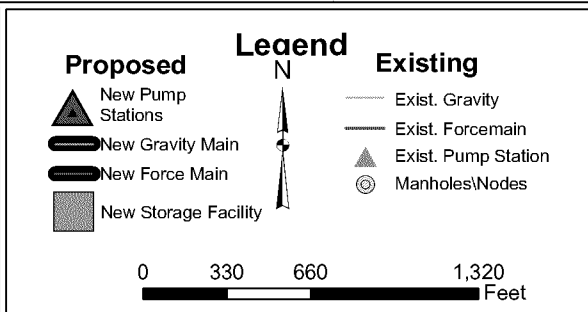 Legend
N
Proposed
New Pump
Stations
New Gravity Main
New Force Main
New Storage Facility
Existing
Exist. Gravity
Exist. Forcemain
Exist. Pump Station
Manholes\Nodes
0 330 660 1,320
Feet